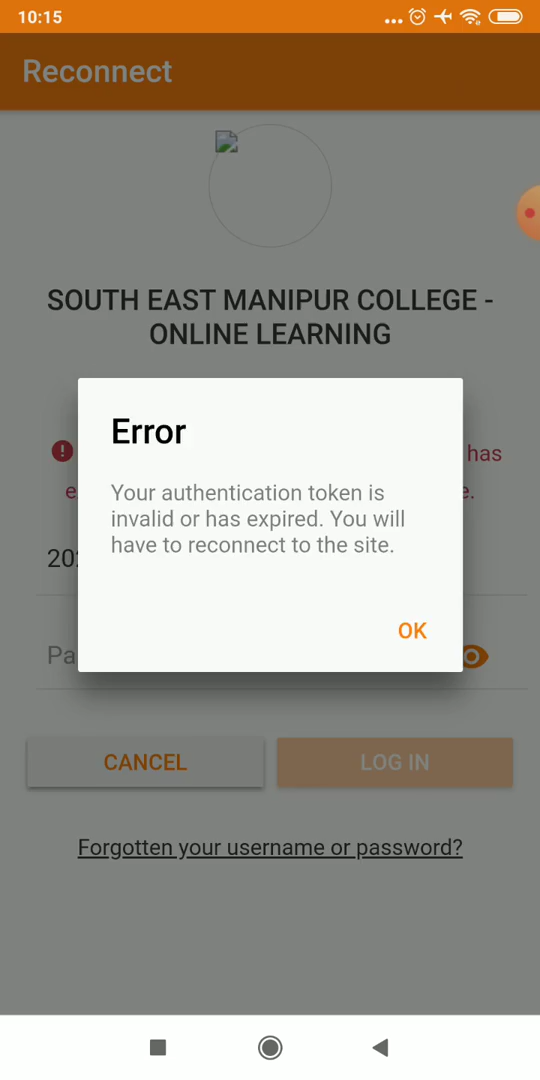 10:15
Reconnect
SOUTH EAST MANIPUR COLLEGE -
ONLINE LEARNING
Error
has
Your authentication token is
invalid or has expired. You will
have to reconnect to the site.
OK
CANCEL
LOG IN
Forgotten your username or password?